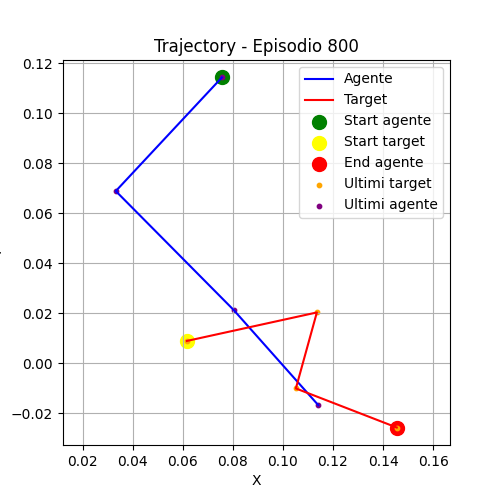 Trajectory - Episodio 800
Agente
Target
Start agente
Start target
End agente
Ultimi target
Ultimi agente
0.12
0.10
0.08
0.06
0.04
0.02
0.00
−0.02
0.02
0.04
0.06
0.08
0.10
0.12
0.14
0.16
X